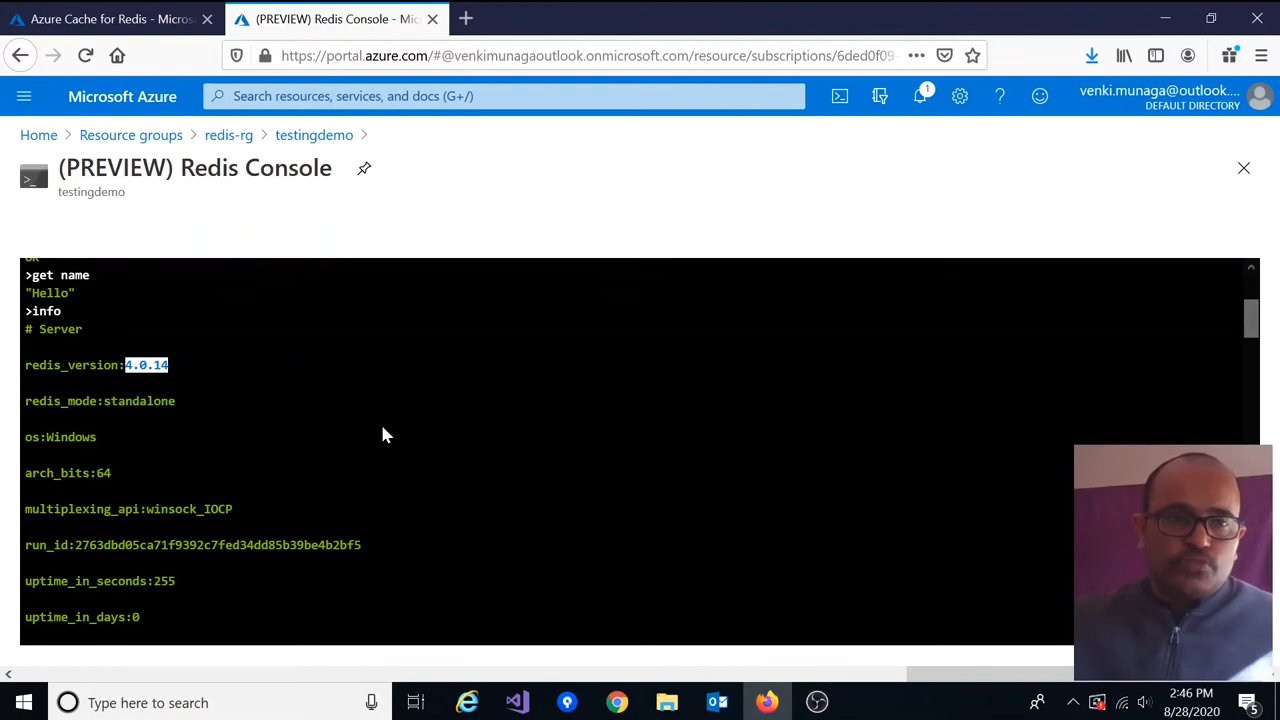 Azure Cache for Redis - Micros
(PREVIEW) Redis Console - Mic
https://portal.azure.com/#@venkimunagaoutlook.onmicrosoft.com/resource/subscriptions/6ded0f09-
Microsoft Azure
Search resources, services, and docs (G+/)
1
venki.munaga@outlook....
DEFAULT DIRECTORY
Home > Resource groups > redis-rg > testingdemo >
(PREVIEW) Redis Console
testingdemo
OK
>get name
"Hello"
>info
# Server
redis_version:4.0.14
redis_mode:standalone
os:Windows
arch_bits:64
multiplexing_api:winsock_IOCP
run_id:2763dbd05ca71f9392c7fed34dd85b39be4b2bf5
uptime_in_seconds:255
uptime_in_days:0
Type here to search
2:46 PM
8/28/2020
5